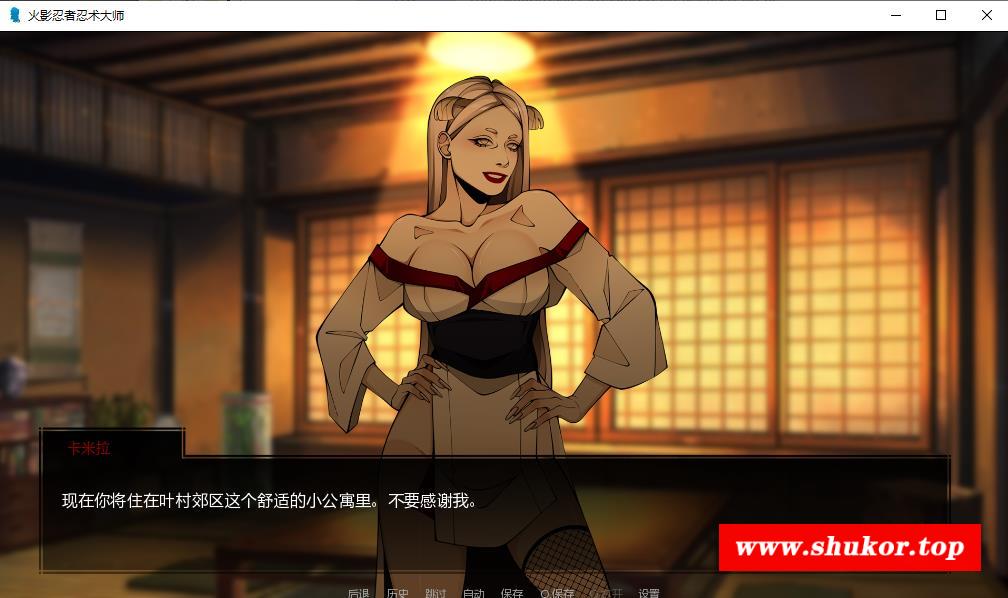 火影忍者忍术大师
卡米拉
现在你将住在叶村郊区这个舒适的小公寓里。不要感谢我。
www.shukor.top
后退 历史 跳过 自动 保存 Q.保存 设置